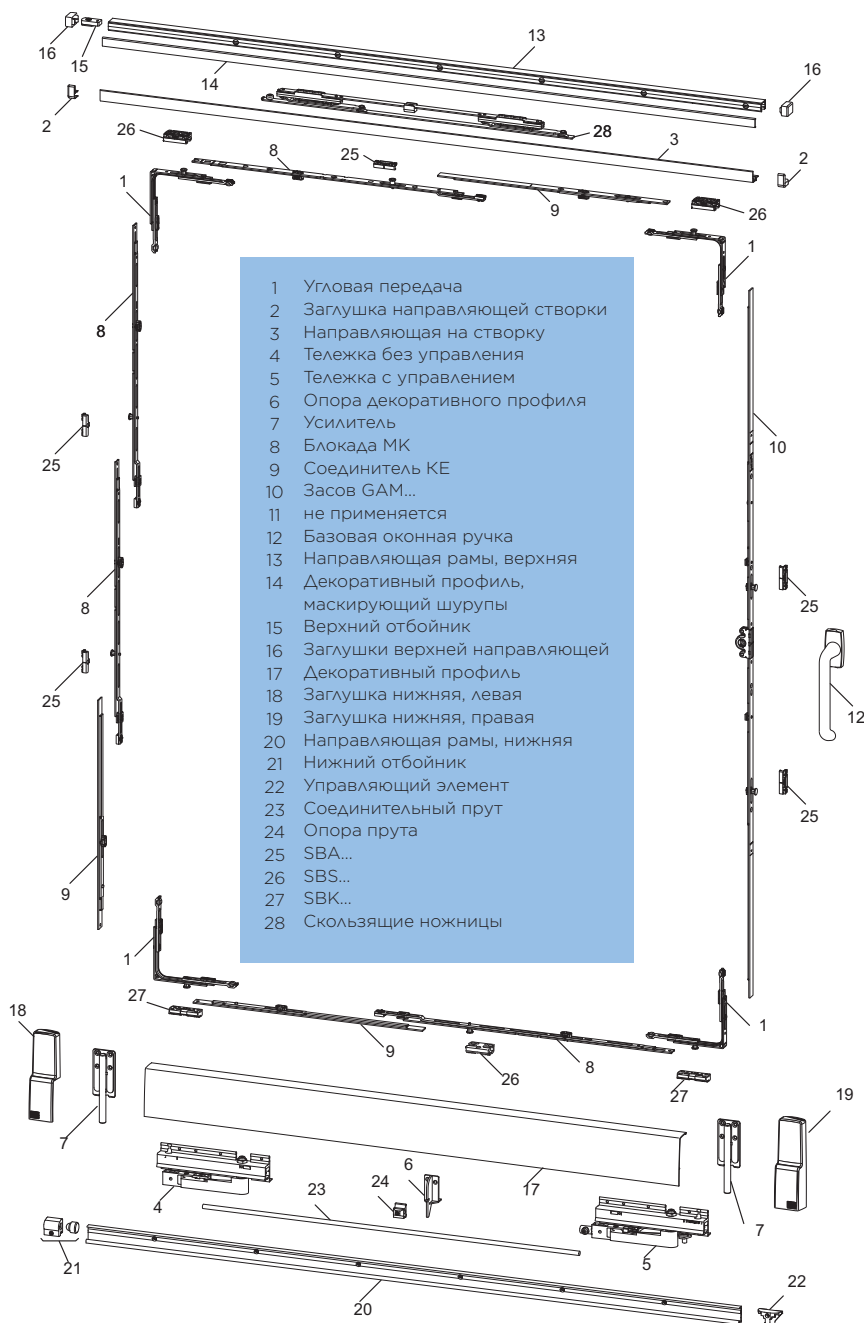 13
16
15
14
16
2
28
26
3
8
25
2
1
9
26
1
8
25
10
8
25
25
12
25
9
1 Угловая передача
2 Заглушка направляющей створки
3 Направляющая на створку
4 Тележка без управления
5 Тележка с управлением
6 Опора декоративного профиля
7 Усилитель
8 Блокада МК
9 Соединитель КЕ
10 Засов GAM...
11 не применяется
12 Базовая оконная ручка
13 Направляющая рамы, верхняя
14 Декоративный профиль,
маскирующий шурупы
15 Верхний отбойник
16 Заглушки верхней направляющей
17 Декоративный профиль
18 Заглушка нижняя, левая
19 Заглушка нижняя, правая
20 Направляющая рамы, нижняя
21 Нижний отбойник
22 Управляющий элемент
23 Соединительный прут
24 Опора прута
25 SBA...
26 SBS...
27 SBK...
28 Скользящие ножницы
1
27
1
18
9
26
8
27
19
7
17
7
4
6
24
23
5
21
20
22